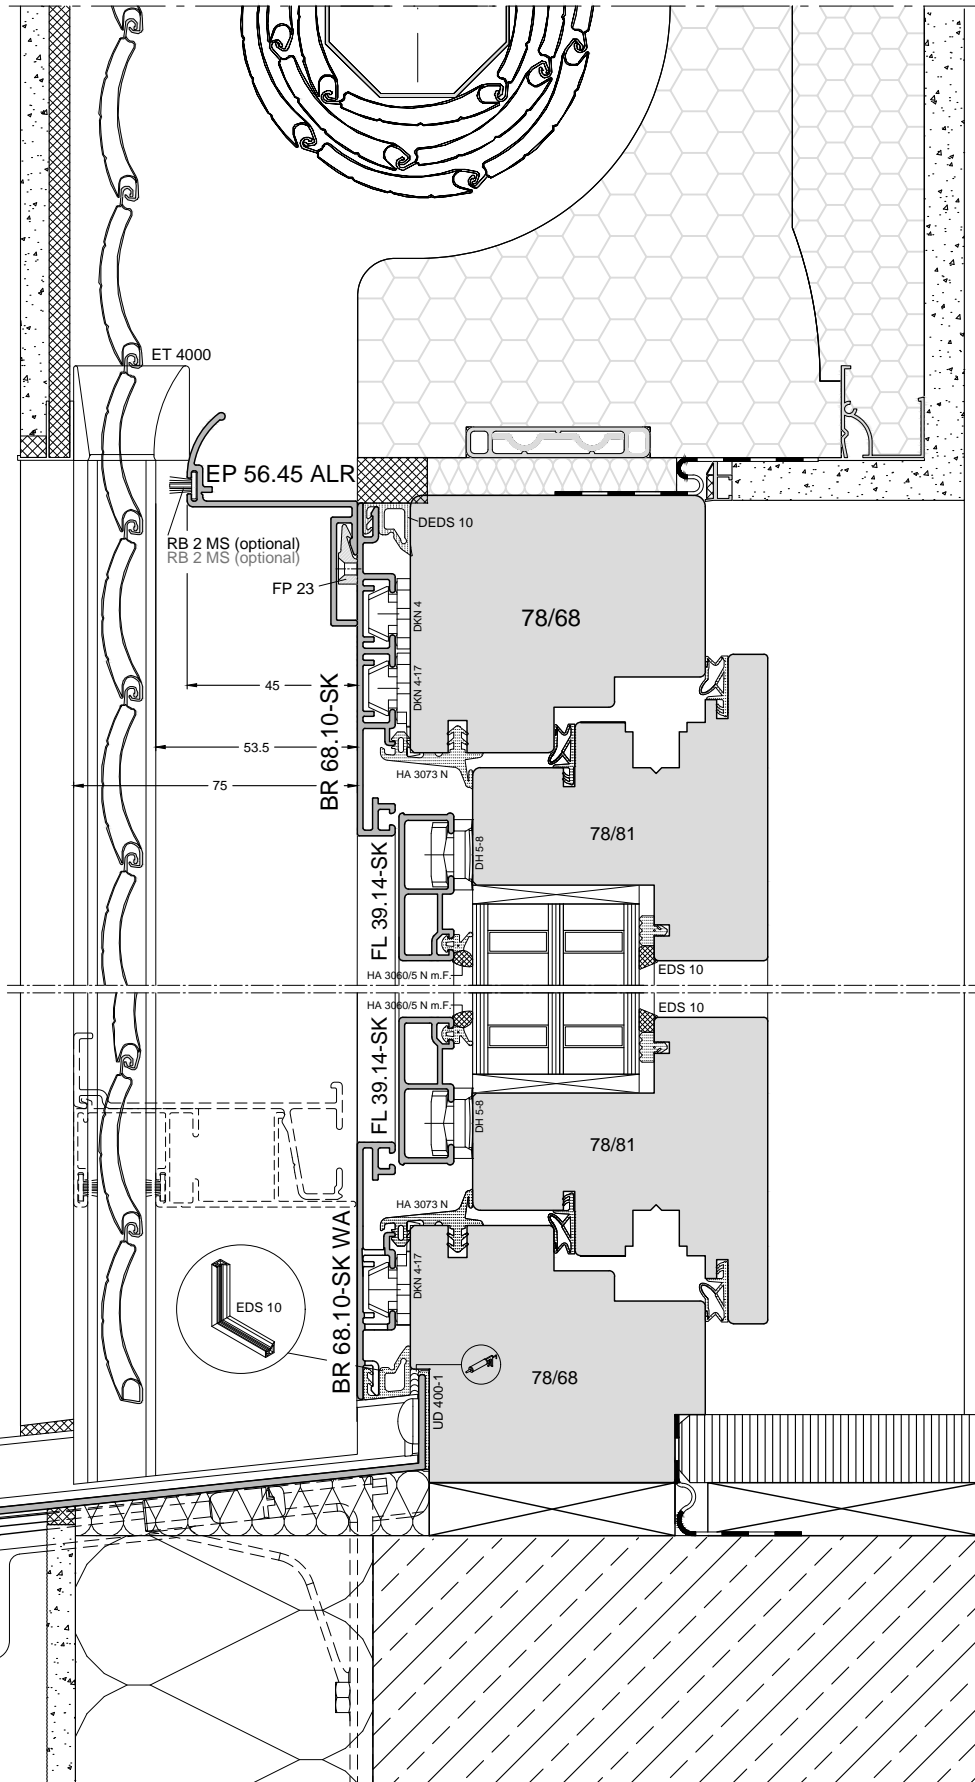 ET 4000
EP 56.45 ALR
RB 2 MS (optional)
RB 2 MS (optional)
DEDS 10
FP 23
DKN 4
78/68
DKN 4-17
45
BR 68.10-SK
53.5
75
HA 3073 N
78/81
DH 5-8
FL 39.14-SK
HA 3060/5 N m.F.
EDS 10
HA 3060/5 N m.F.
EDS 10
FL 39.14-SK
DH 5-8
78/81
HA 3073 N
BR 68.10-SK WA
DKN 4-17
EDS 10
78/68
UD 400-1